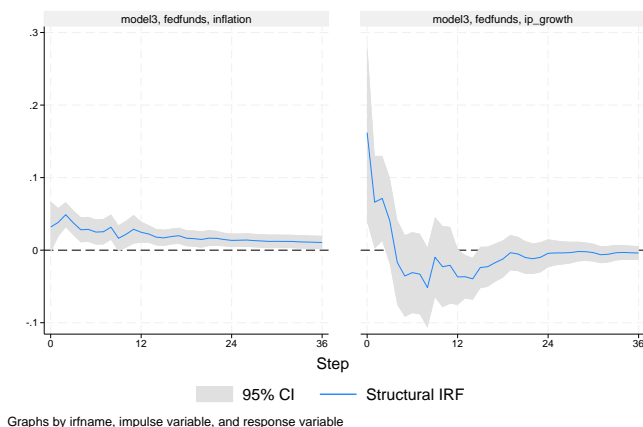 model3, fedfunds, inflation
model3, fedfunds, ip_growth
.3
.2
.1
0
-.1
0 12 24 36
0 12 24 36
Step
95% CI Structural IRF
Graphs by irfname, impulse variable, and response variable